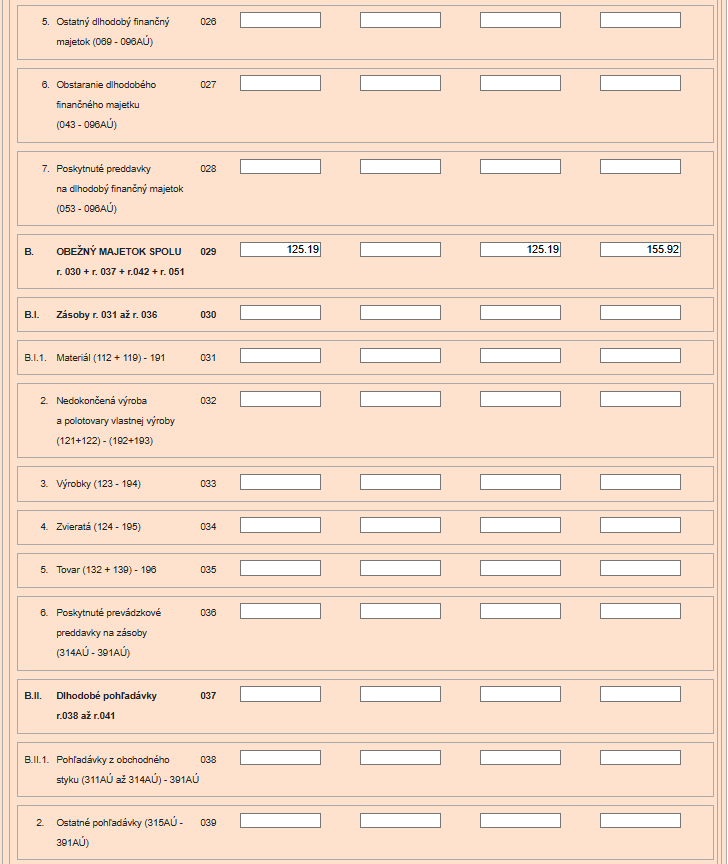 5. Ostatný dlhodobý finančný 026
majetok (069 - 096AÚ)
6. Obstaranie dlhodobého 027
finančného majetku
(043 - 096AÚ)
7. Poskytnuté preddavky 028
na dlhodobý finančný majetok
(053 - 096AÚ)
B. OBEŽNÝ MAJETOK SPOLU 029 125.19 125.19 155.92
r. 030 + r. 037 + r.042 + r. 051
B.I. Zásoby r. 031 až r. 036 030
B.I.1. Materiál (112 + 119) - 191 031
2. Nedokončená výroba 032
a polotovary vlastnej výroby
(121+122) - (192+193)
3. Výrobky (123 - 194) 033
4. Zvieratá (124 - 195) 034
5. Tovar (132 + 139) - 196 035
6. Poskytnuté prevádzkové 036
preddavky na zásoby
(314AÚ - 391AÚ)
B.II. Dlhodobé pohľadávky 037
r.038 až r.041
B.II.1. Pohľadávky z obchodného 038
styku (311AÚ až 314AÚ) - 391AÚ
2. Ostatné pohľadávky (315AÚ - 039
391AÚ)